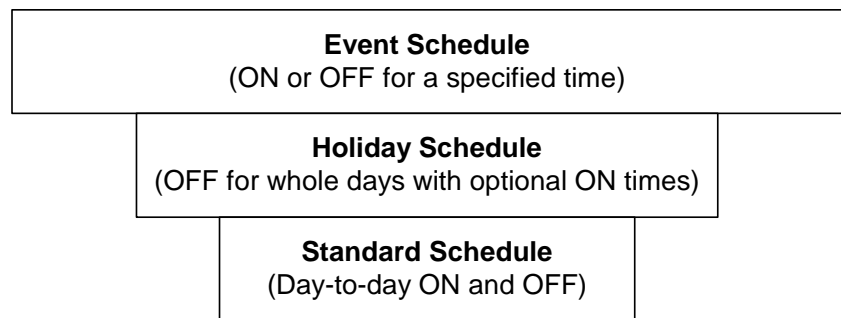 Event Schedule
(ON or OFF for a specified time)
Holiday Schedule
(OFF for whole days with optional ON times)
Standard Schedule
(Day-to-day ON and OFF)